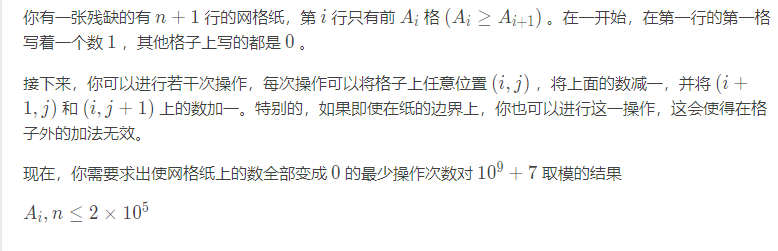 你有一张残缺的有 n + 1 行的网格纸，第 i 行只有前 A_i 格 (A_i ≥ A_{i+1}) 。在一开始，在第一行的第一格
写着一个数 1 ，其他格子上写的都是 0 。
接下来，你可以进行若干次操作，每次操作可以将格子上任意位置 (i, j) ，将上面的数减一，并将 (i +
1, j) 和 (i, j + 1) 上的数加一。特别的，如果即使在纸的边界上，你也可以进行这一操作，这会使得在格
子外的加法无效。
现在，你需要求出使网格纸上的数全部变成 0 的最少操作次数对 10^9 + 7 取模的结果
A_i, n ≤ 2 × 10^5